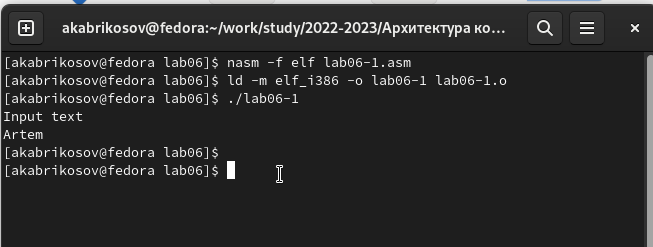 akabrikosov@fedora:~/work/study/2022-2023/Архитектура ко...
[akabrikosov@fedora lab06]$ nasm -f elf lab06-1.asm
[akabrikosov@fedora lab06]$ ld -m elf_i386 -o lab06-1 lab06-1.o
[akabrikosov@fedora lab06]$ ./lab06-1
Input text
Artem
[akabrikosov@fedora lab06]$
[akabrikosov@fedora lab06]$